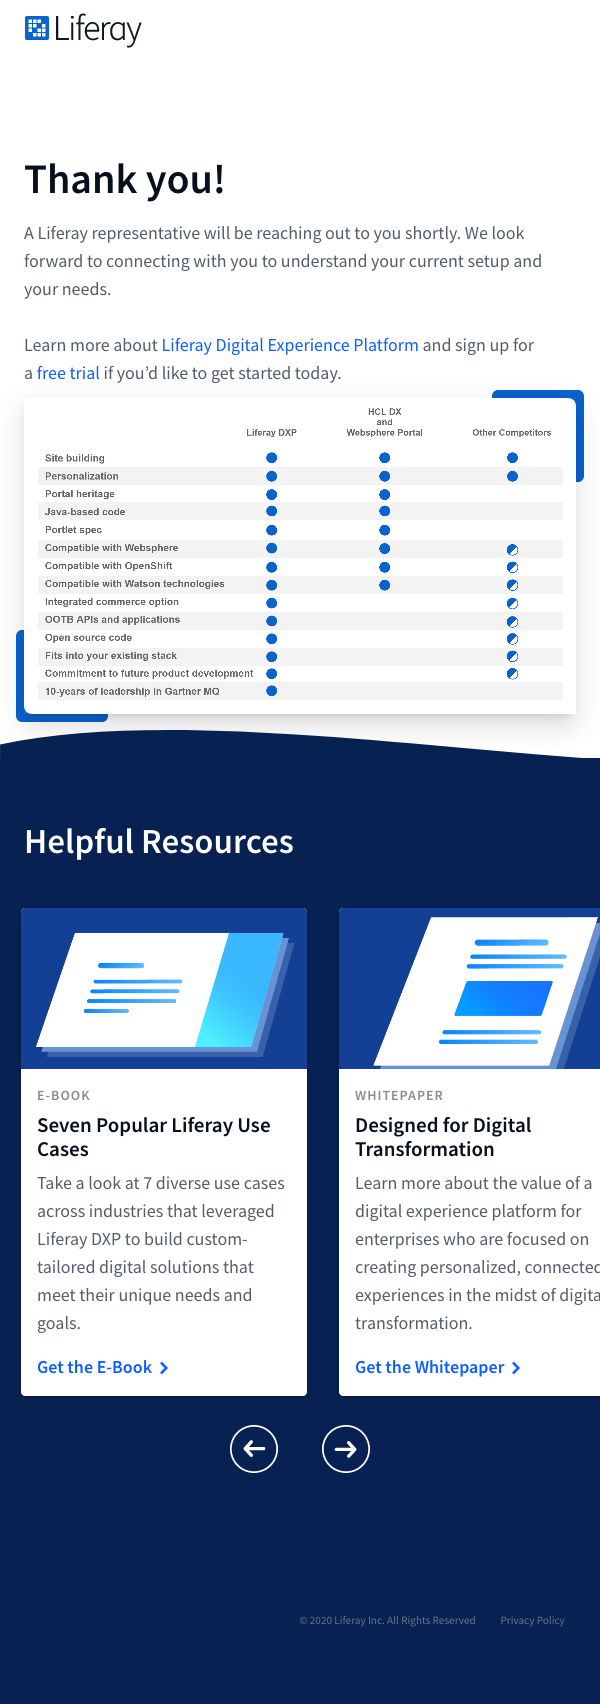 Liferay
Thank you!
A Liferay representative will be reaching out to you shortly. We look
forward to connecting with you to understand your current setup and
your needs.
Learn more about Liferay Digital Experience Platform and sign up for
a free trial if you’d like to get started today.
HCL DX
and
Liferay DXP Websphere Portal Other Competitors
Site building
Personalization
Portal heritage
Java-based code
Portlet spec
Compatible with Websphere
Compatible with OpenShift
Compatible with Watson technologies
Integrated commerce option
OOTB APIs and applications
Open source code
Fits into your existing stack
Commitment to future product development
10-years of leadership in Gartner MQ
Helpful Resources
E-BOOK
Seven Popular Liferay Use
Cases
Take a look at 7 diverse use cases
across industries that leveraged
Liferay DXP to build custom-
tailored digital solutions that
meet their unique needs and
goals.
Get the E-Book
WHITEPAPER
Designed for Digital
Transformation
Learn more about the value of a
digital experience platform for
enterprises who are focused on
creating personalized, connected
experiences in the midst of digita
transformation.
Get the Whitepaper
© 2020 Liferay Inc. All Rights Reserved Privacy Policy